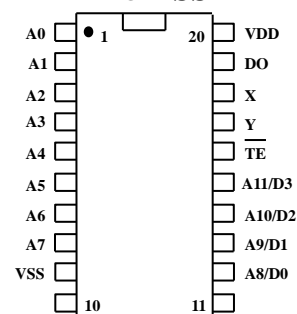 A0 1 20 VDD
A1 DO
A2 X
A3 Y
A4 T̅E̅
A5 A11/D3
A6 A10/D2
A7 A9/D1
VSS A8/D0
10 11